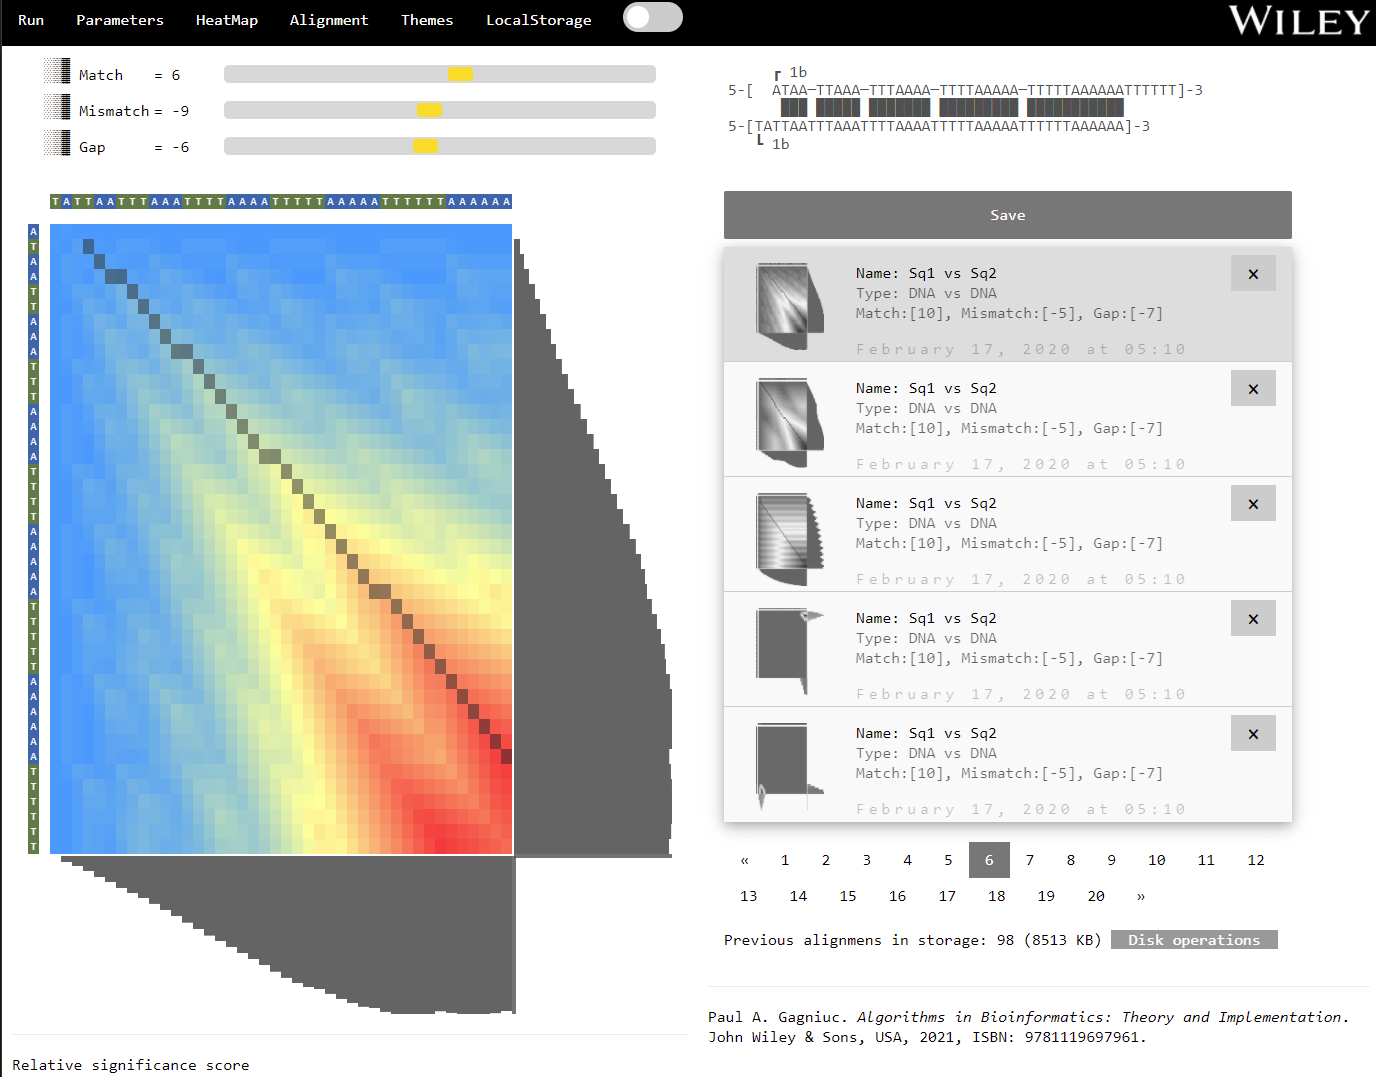 Run Parameters HeatMap Alignment Themes LocalStorage WILEY
Match = 6
Mismatch = -9
Gap = -6
┏ 1b
5-[  ATAA—TTAAA—TTTAAAA—TTTTAAAAA—TTTTTAAAAAATTTTTT]-3
5-[TATTAATTTAAATTTTAAAATTTTTAAAAATTTTTTAAAAAA]-3
┗ 1b
T A T T A A T T T A A A T T T T A A A A T T T T T A A A A A T T T T T T A A A A A A
A
T
A
A
T
T
A
A
A
T
T
T
A
A
A
A
T
T
T
T
A
A
A
A
A
T
T
T
T
T
A
A
A
A
A
A
T
T
T
T
T
T
Relative significance score
Save
Name: Sq1 vs Sq2 ×
Type: DNA vs DNA
Match:[10], Mismatch:[-5], Gap:[-7]
February 17, 2020 at 05:10
Name: Sq1 vs Sq2 ×
Type: DNA vs DNA
Match:[10], Mismatch:[-5], Gap:[-7]
February 17, 2020 at 05:10
Name: Sq1 vs Sq2 ×
Type: DNA vs DNA
Match:[10], Mismatch:[-5], Gap:[-7]
February 17, 2020 at 05:10
Name: Sq1 vs Sq2 ×
Type: DNA vs DNA
Match:[10], Mismatch:[-5], Gap:[-7]
February 17, 2020 at 05:10
Name: Sq1 vs Sq2 ×
Type: DNA vs DNA
Match:[10], Mismatch:[-5], Gap:[-7]
February 17, 2020 at 05:10
« 1 2 3 4 5 6 7 8 9 10 11 12
13 14 15 16 17 18 19 20 »
Previous alignmens in storage: 98 (8513 KB) Disk operations
Paul A. Gagniuc. Algorithms in Bioinformatics: Theory and Implementation.
John Wiley & Sons, USA, 2021, ISBN: 9781119697961.